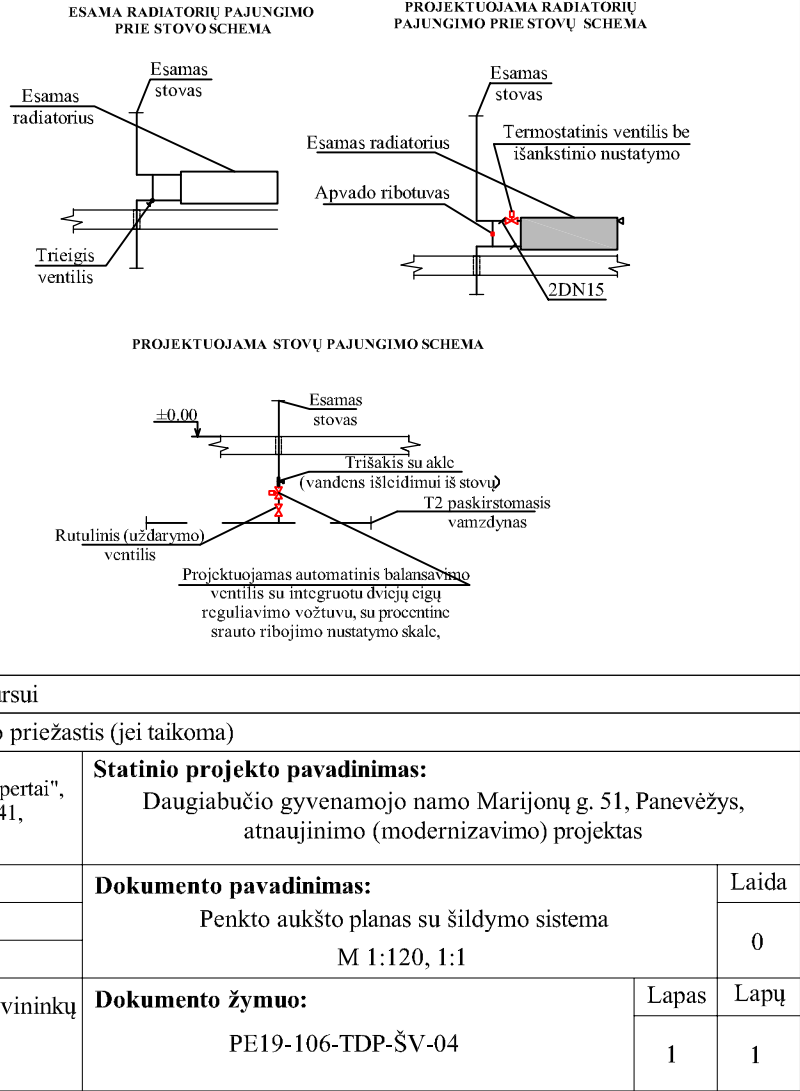 ESAMA RADIATORIŲ PAJUNGIMO
PRIE STOVO SCHEMA
Esamas
stovas
Esamas
radiatorius
Trieigis
ventilis
PROJEKTUOJAMA RADIATORIŲ
PAJUNGIMO PRIE STOVŲ SCHEMA
Esamas
stovas
Termostatinis ventilis be
išankstinio nustatymo
Esamas radiatorius
Apvado ribotuvas
2DN15
PROJEKTUOJAMA STOVŲ PAJUNGIMO SCHEMA
Esamas
stovas
±0,00
Trišakis su akle
(vandens išleidimui iš stovų)
T2 paskirstomasis
vamzdynas
Rutulinis (uždarymo)
ventilis
Projektuojamas automatinis balansavimo
ventilis su integruotu dviejų eigų
reguliavimo vožtuvu, su procentine
srauto ribojimo nustatymo skale,
ursui
o priežastis (jei taikoma)
pertai",
41,
Statinio projekto pavadinimas:
Daugiabučio gyvenamojo namo Marijonų g. 51, Panevėžys,
atnaujinimo (modernizavimo) projektas
Dokumento pavadinimas:
Penkto aukšto planas su šildymo sistema
M 1:120, 1:1
Laida
0
vininkų
Dokumento žymuo:
PE19-106-TDP-ŠV-04
Lapas
Lapų
1
1